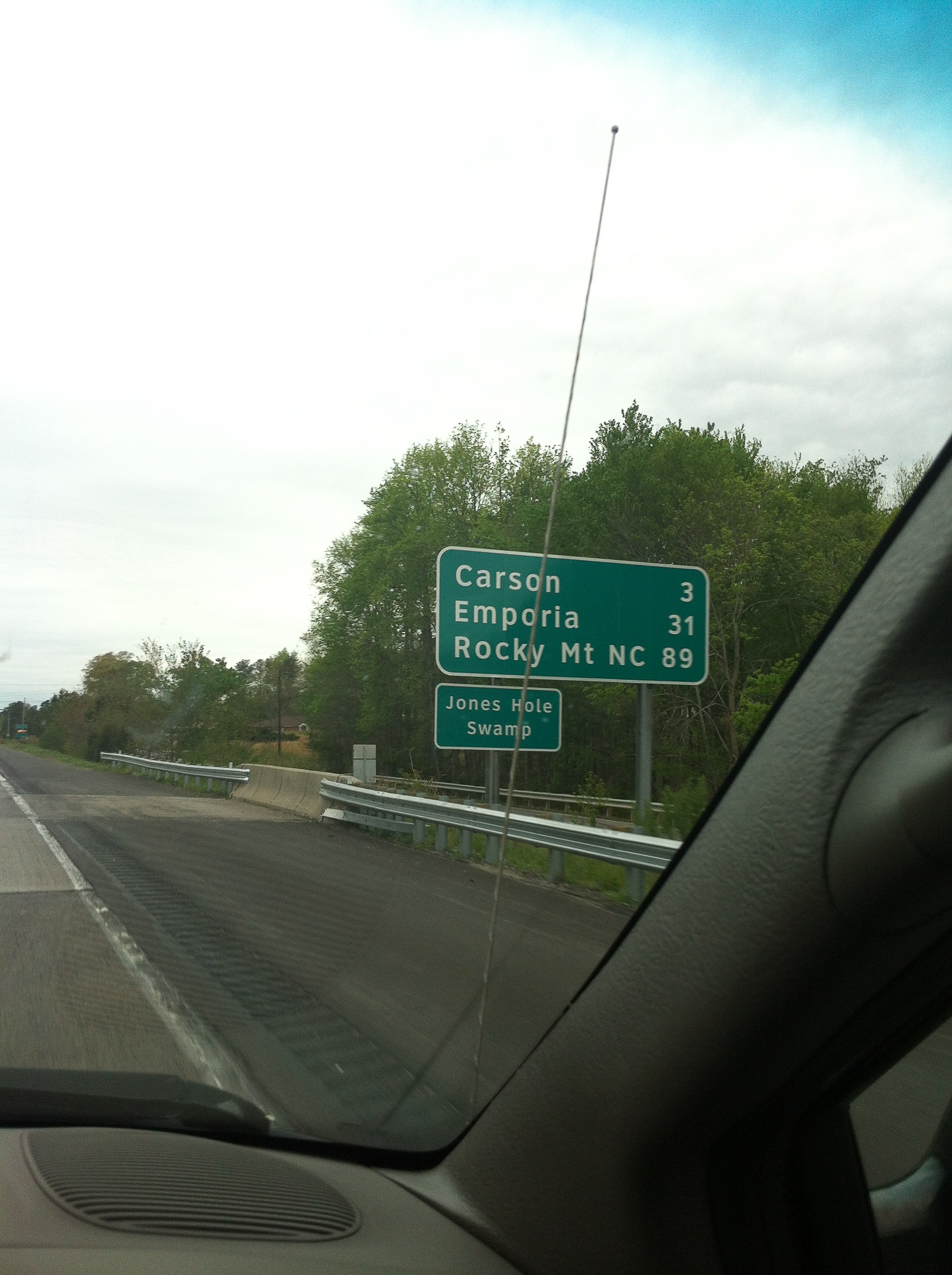 Carson 3
Emporia 31
Rocky Mt NC 89
Jones Hole
Swamp